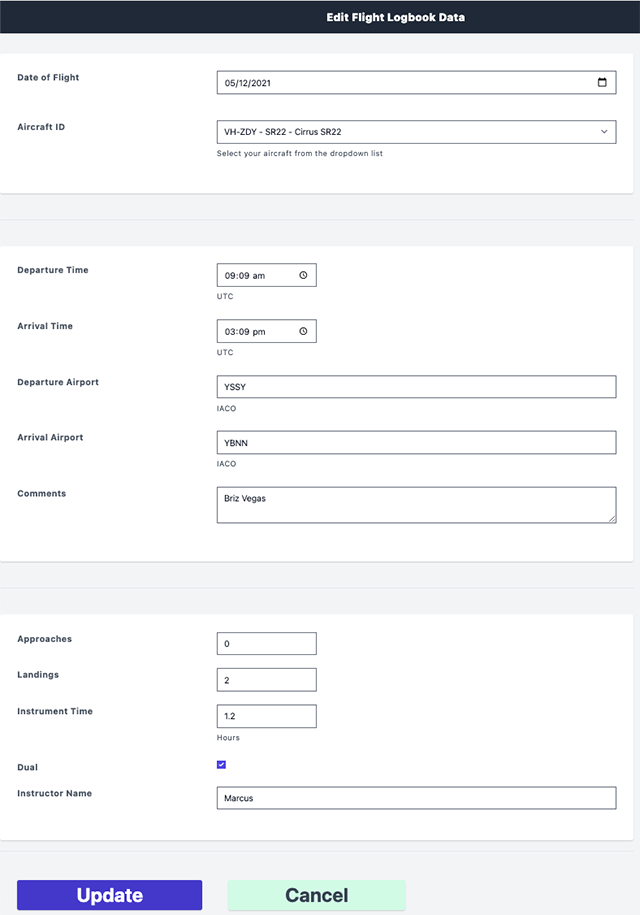 Edit Flight Logbook Data
Date of Flight
05/12/2021
Aircraft ID
VH-ZDY - SR22 - Cirrus SR22
Select your aircraft from the dropdown list
Departure Time
09:09 am
UTC
Arrival Time
03:09 pm
UTC
Departure Airport
YSSY
IACO
Arrival Airport
YBNN
IACO
Comments
Briz Vegas
Approaches
0
Landings
2
Instrument Time
1.2
Hours
Dual
Instructor Name
Marcus
Update
Cancel